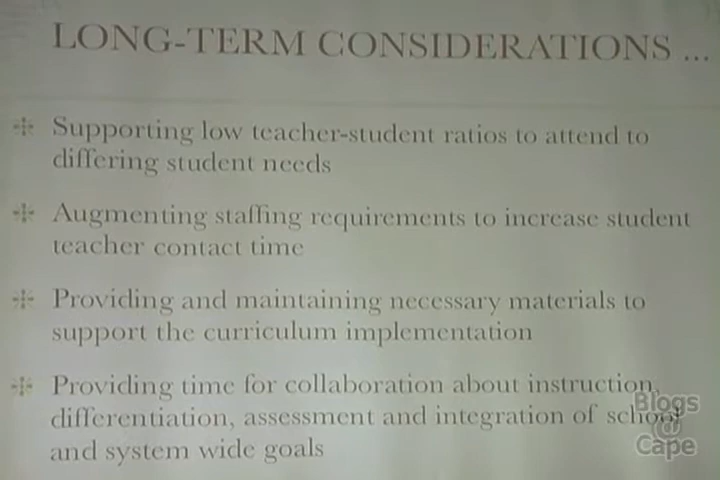 LONG-TERM CONSIDERATIONS ...
Supporting low teacher-student ratios to attend to
differing student needs
Augmenting staffing requirements to increase student
teacher contact time
Providing and maintaining necessary materials to
support the curriculum implementation
Providing time for collaboration about instruction,
differentiation, assessment and integration of school
and system wide goals
Blogs
@
Cape